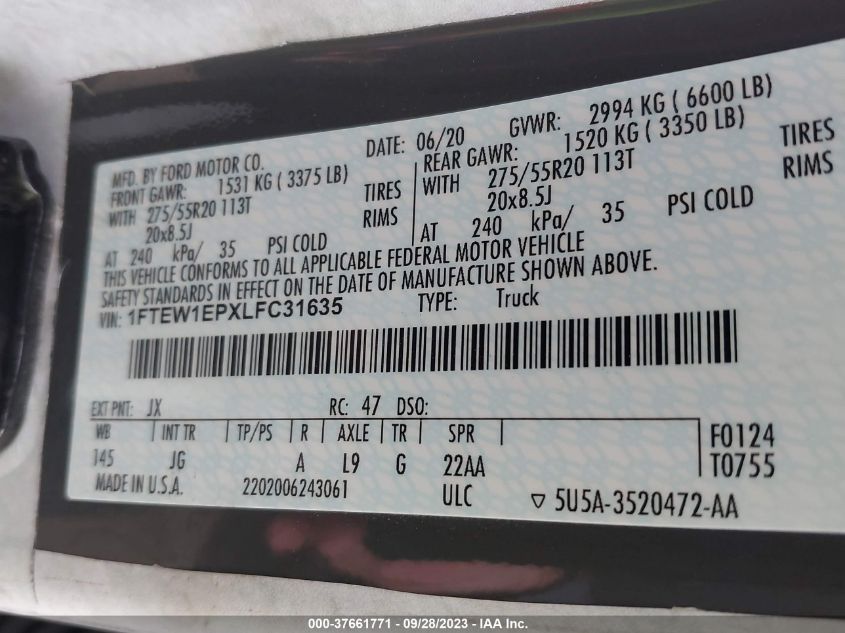 MFD. BY FORD MOTOR CO. DATE: 06/20 GVWR: 2994 KG ( 6600 LB)
FRONT GAWR: 1531 KG ( 3375 LB) REAR GAWR: 1520 KG ( 3350 LB)
WITH 275/55R20 113T TIRES WITH 275/55R20 113T TIRES
20x8.5J RIMS 20x8.5J RIMS
AT 240 kPa/ 35 PSI COLD AT 240 kPa/ 35 PSI COLD
THIS VEHICLE CONFORMS TO ALL APPLICABLE FEDERAL MOTOR VEHICLE
SAFETY STANDARDS IN EFFECT ON THE DATE OF MANUFACTURE SHOWN ABOVE.
VIN: 1FTEW1EPXLFC31635 TYPE: Truck
EXT PNT: JX RC: 47 DSO:
WB INT TR TP/PS R AXLE TR SPR F0124
145 JG A L9 G 22AA T0755
MADE IN U.S.A. 2202006243061 ULC ▽ 5U5A-3520472-AA
000-37661771 - 09/28/2023 - IAA Inc.